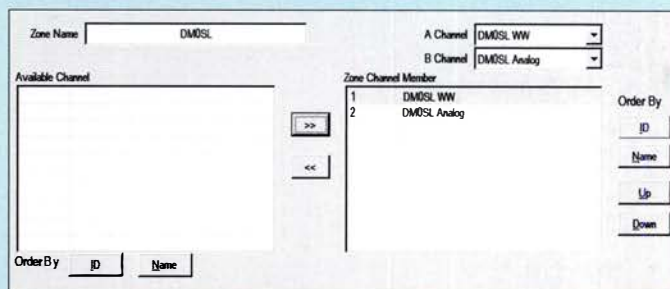 Zone Name DM0SL
A Channel DM0SL WW
B Channel DM0SL Analog
Available Channel
Zone Channel Member
1 DM0SL WW
2 DM0SL Analog
>>
<<
Order By
ID
Name
Up
Down
Order By ID Name